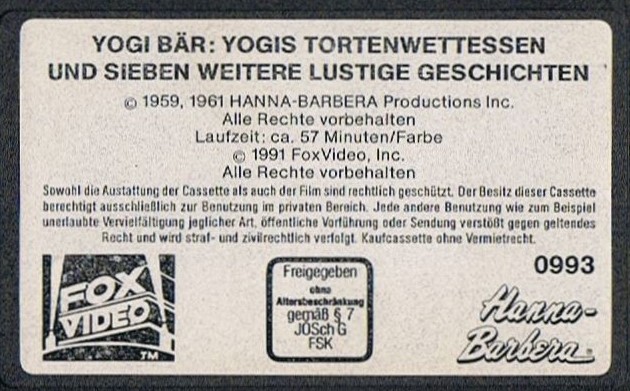 YOGI BÄR: YOGIS TORTENWETTESSEN
UND SIEBEN WEITERE LUSTIGE GESCHICHTEN
© 1959, 1961 HANNA-BARBERA Productions Inc.
Alle Rechte vorbehalten
Laufzeit: ca. 57 Minuten/Farbe
© 1991 FoxVideo, Inc.
Alle Rechte vorbehalten
Sowohl die Austattung der Cassette als auch der Film sind rechtlich geschützt. Der Besitz dieser Cassette
berechtigt ausschließlich zur Benutzung im privaten Bereich. Jede andere Benutzung wie zum Beispiel
unerlaubte Vervielfältigung jeglicher Art, öffentliche Vorführung oder Sendung verstößt gegen geltendes
Recht und wird straf- und zivilrechtlich verfolgt. Kaufcassette ohne Vermietrecht.
FOX
VIDEO
TM
Freigegeben
ohne
Altersbeschränkung
gemäß § 7
JÖSchG
FSK
0993
Hanna-
Barbera